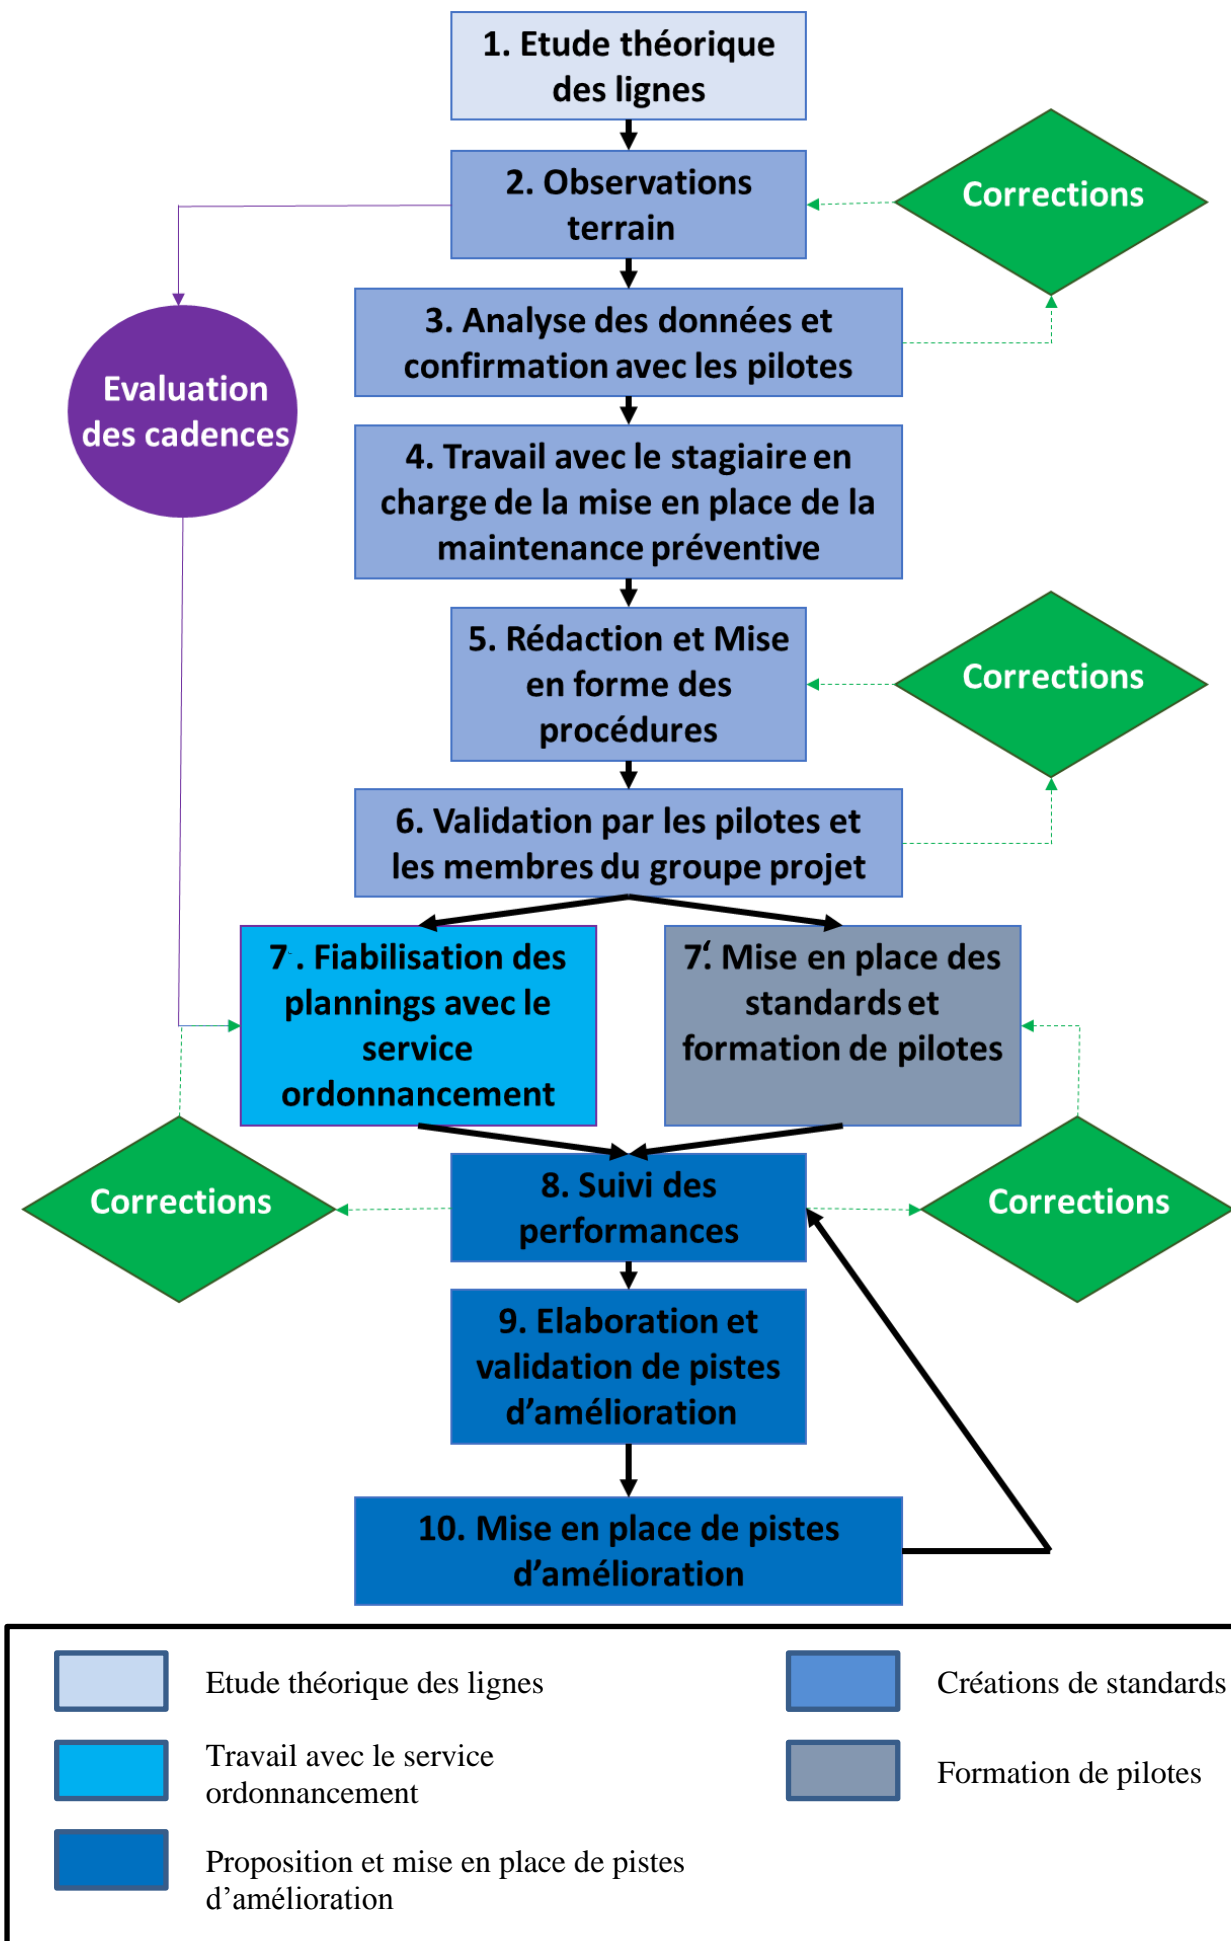 1. Etude théorique
des lignes
2. Observations
terrain
Corrections
3. Analyse des données et
confirmation avec les pilotes
Evaluation
des cadences
4. Travail avec le stagiaire en
charge de la mise en place de la
maintenance préventive
5. Rédaction et Mise
en forme des
procédures
Corrections
6. Validation par les pilotes et
les membres du groupe projet
7 . Fiabilisation des
plannings avec le
service
ordonnancement
7‘. Mise en place des
standards et
formation de pilotes
Corrections
8. Suivi des
performances
Corrections
9. Elaboration et
validation de pistes
d’amélioration
10. Mise en place de pistes
d’amélioration
Etude théorique des lignes
Créations de standards
Travail avec le service
ordonnancement
Formation de pilotes
Proposition et mise en place de pistes
d’amélioration